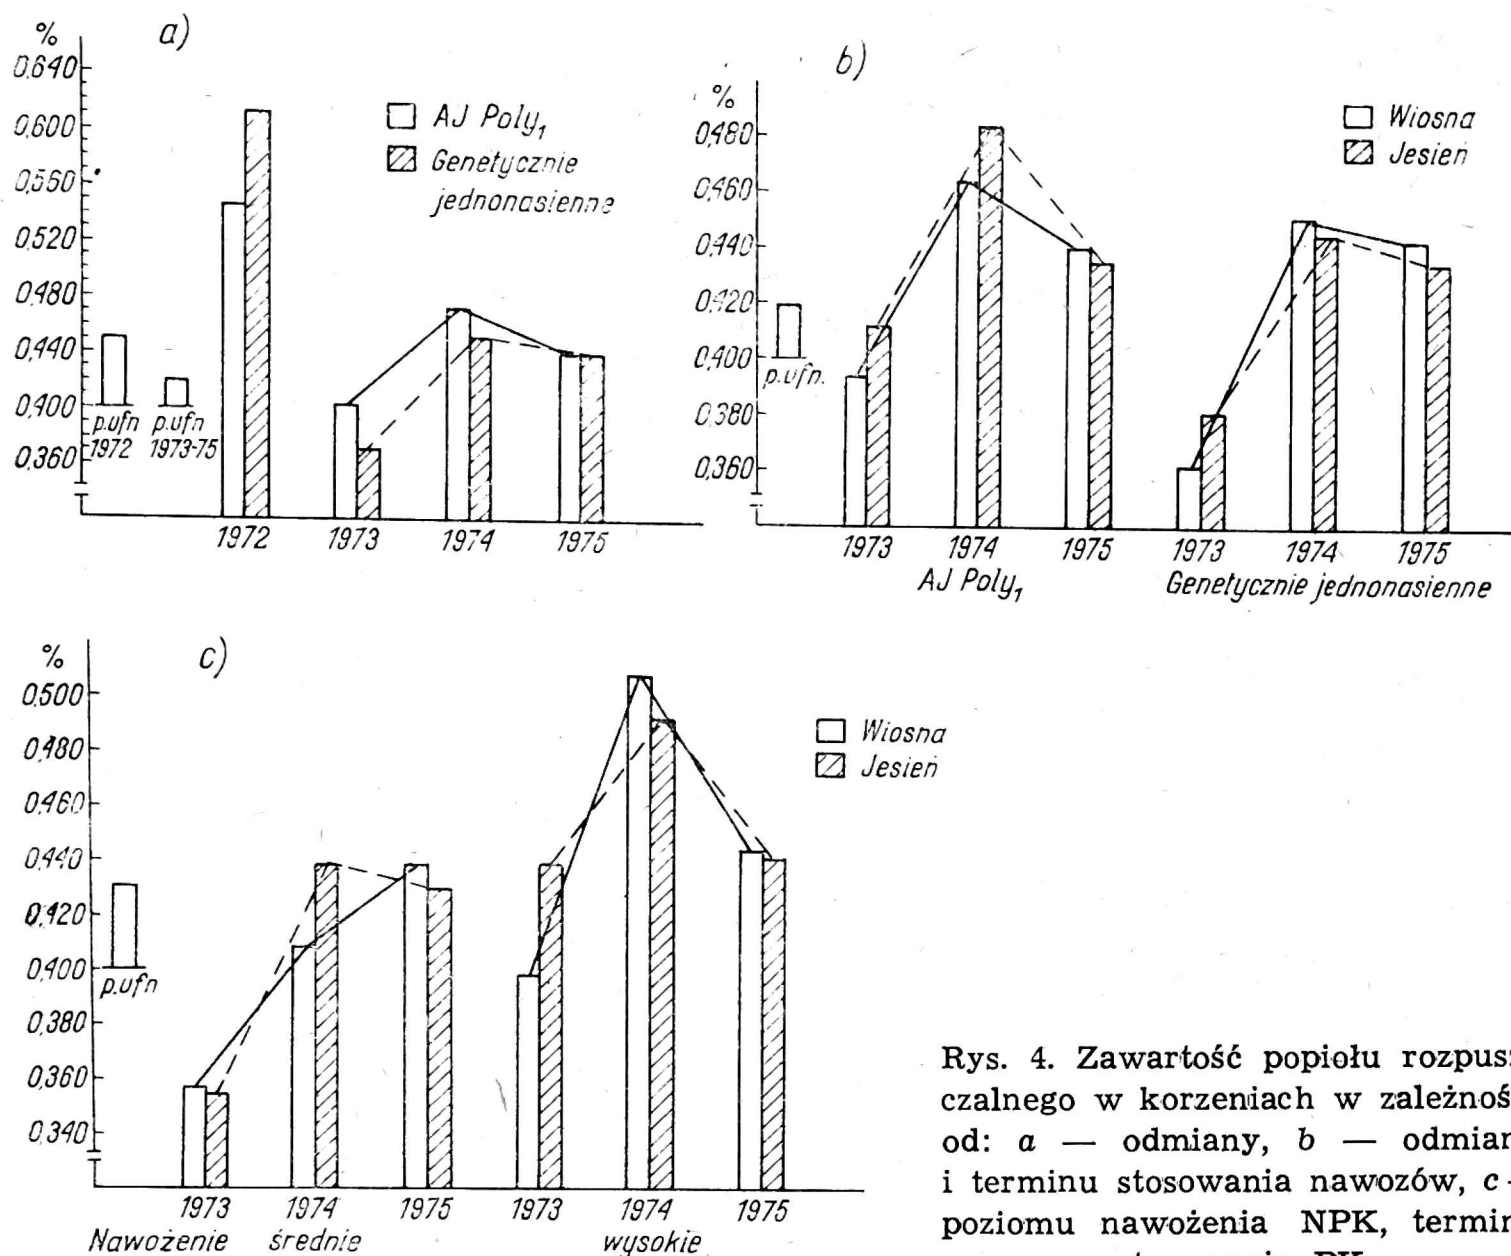 a)
%
0,640
0,600
0,560
0,520
0,480
0,440
0,400
0,360
AJ Poly1
Genetycznie
jednonasienne
p.ufn p.ufn
1972 1973-75
1972 1973 1974 1975
b)
%
0,480
0,460
0,440
0,420
0,400
0,380
0,360
Wiosna
Jesień
p.ufn.
1973 1974 1975 1973 1974 1975
AJ Poly1 Genetycznie jednonasienne
c)
%
0,500
0,480
0,460
0,440
0,420
0,400
0,380
0,360
0,340
Wiosna
Jesień
p.ufn
1973 1974 1975 1973 1974 1975
Nawożenie średnie wysokie
Rys. 4. Zawartość popiołu rozpusz
czalnego w korzeniach w zależnoś
od: a — odmiany, b — odmian
i terminu stosowania nawozów, c -
poziomu nawożenia NPK, termin